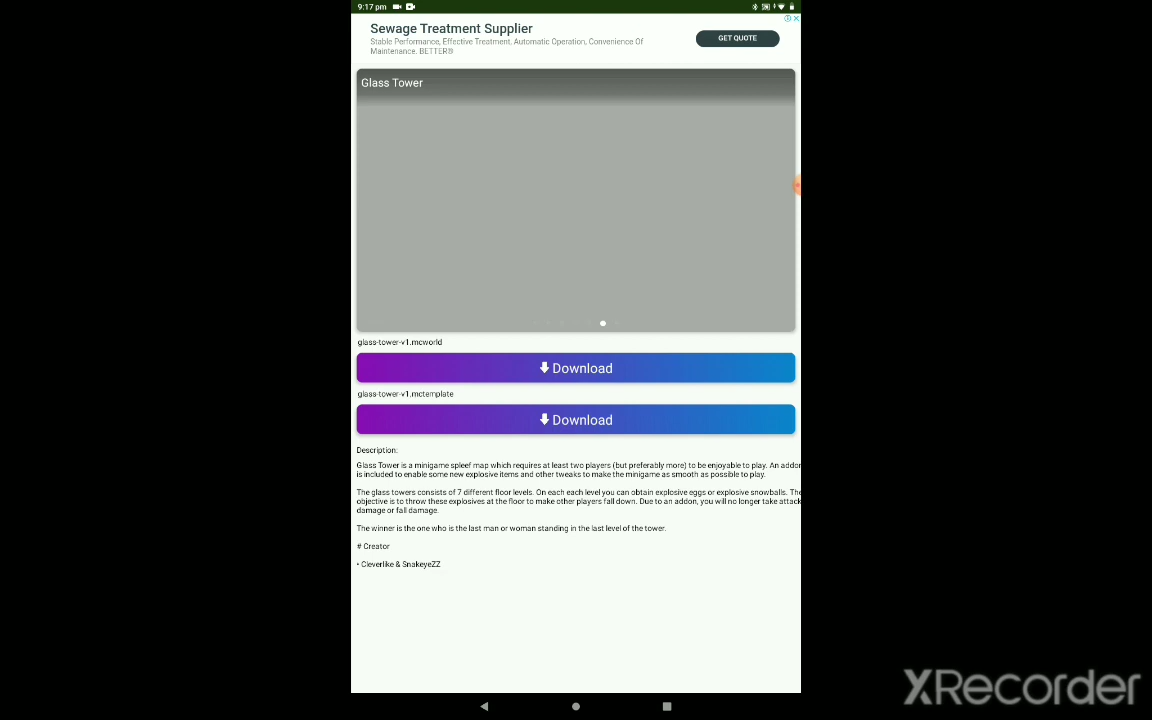 9:17 pm
Sewage Treatment Supplier
Stable Performance, Effective Treatment, Automatic Operation, Convenience Of
Maintenance. BETTER®
GET QUOTE
Glass Tower
glass-tower-v1.mcworld
Download
glass-tower-v1.mctemplate
Download
Description:
Glass Tower is a minigame spleef map which requires at least two players (but preferably more) to be enjoyable to play. An addon
is included to enable some new explosive items and other tweaks to make the minigame as smooth as possible to play.
The glass towers consists of 7 different floor levels. On each each level you can obtain explosive eggs or explosive snowballs. The
objective is to throw these explosives at the floor to make other players fall down. Due to an addon, you will no longer take attack
damage or fall damage.
The winner is the one who is the last man or woman standing in the last level of the tower.
# Creator
• Cleverlike & SnakeyeZZ
XRecorder